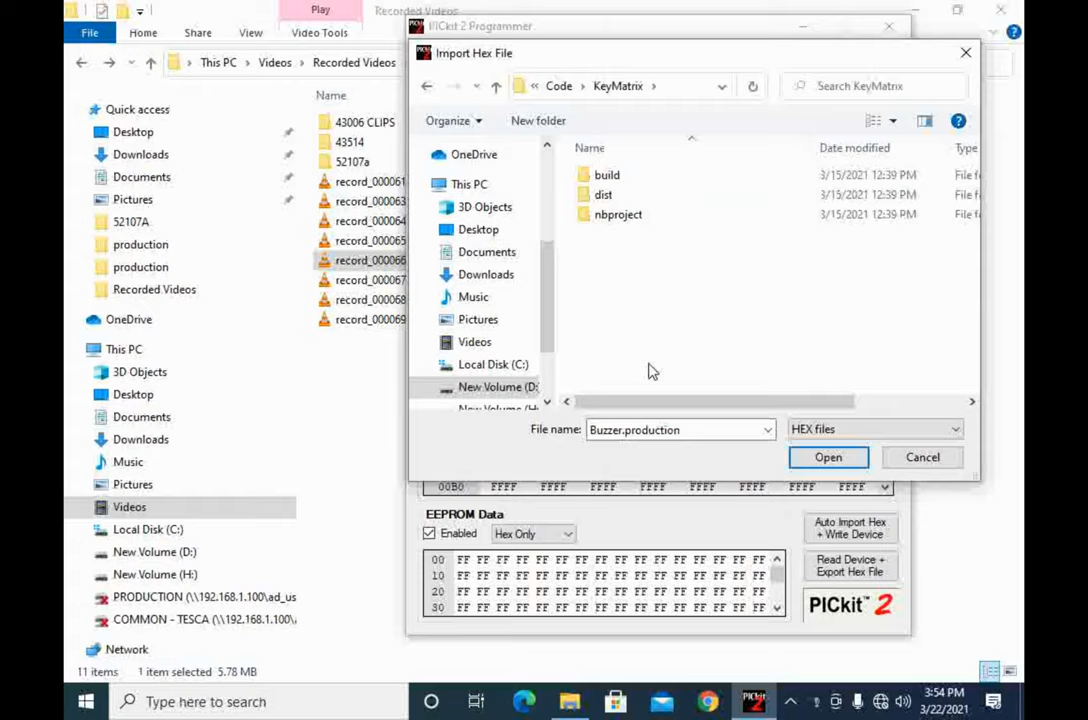 Play
Recorded Videos
File
Home
Share
View
Video Tools
This PC
Videos
Recorded Videos
Quick access
Desktop
Downloads
Documents
Pictures
52107A
production
production
Recorded Videos
OneDrive
This PC
3D Objects
Desktop
Documents
Downloads
Music
Pictures
Videos
Local Disk (C:)
New Volume (D:)
New Volume (H:)
PRODUCTION (\\192.168.1.100\ad_us
COMMON - TESCA (\\192.168.1.100\
Network
Name
43006 CLIPS
43514
52107a
record_000061
record_000063
record_000064
record_000065
record_000066
record_000067
record_000068
record_000069
11 items
1 item selected 5.78 MB
PICkit 2 Programmer
Import Hex File
« Code › KeyMatrix ›
Search KeyMatrix
Organize
New folder
OneDrive
This PC
3D Objects
Desktop
Documents
Downloads
Music
Pictures
Videos
Local Disk (C:)
New Volume (D:
New Volume (H:
Name
Date modified
Type
build
3/15/2021 12:39 PM
File f
dist
3/15/2021 12:39 PM
File f
nbproject
3/15/2021 12:39 PM
File f
File name:
Buzzer.production
HEX files
Open
Cancel
00B0 FFFF FFFF FFFF FFFF FFFF FFFF FFFF FFFF
EEPROM Data
Enabled
Hex Only
00 FF FF FF FF FF FF FF FF FF FF FF FF FF FF FF FF
10 FF FF FF FF FF FF FF FF FF FF FF FF FF FF FF FF
20 FF FF FF FF FF FF FF FF FF FF FF FF FF FF FF FF
30 FF FF FF FF FF FF FF FF FF FF FF FF FF FF FF FF
Auto Import Hex
+ Write Device
Read Device +
Export Hex File
PICkit™ 2
Type here to search
3:54 PM
3/22/2021